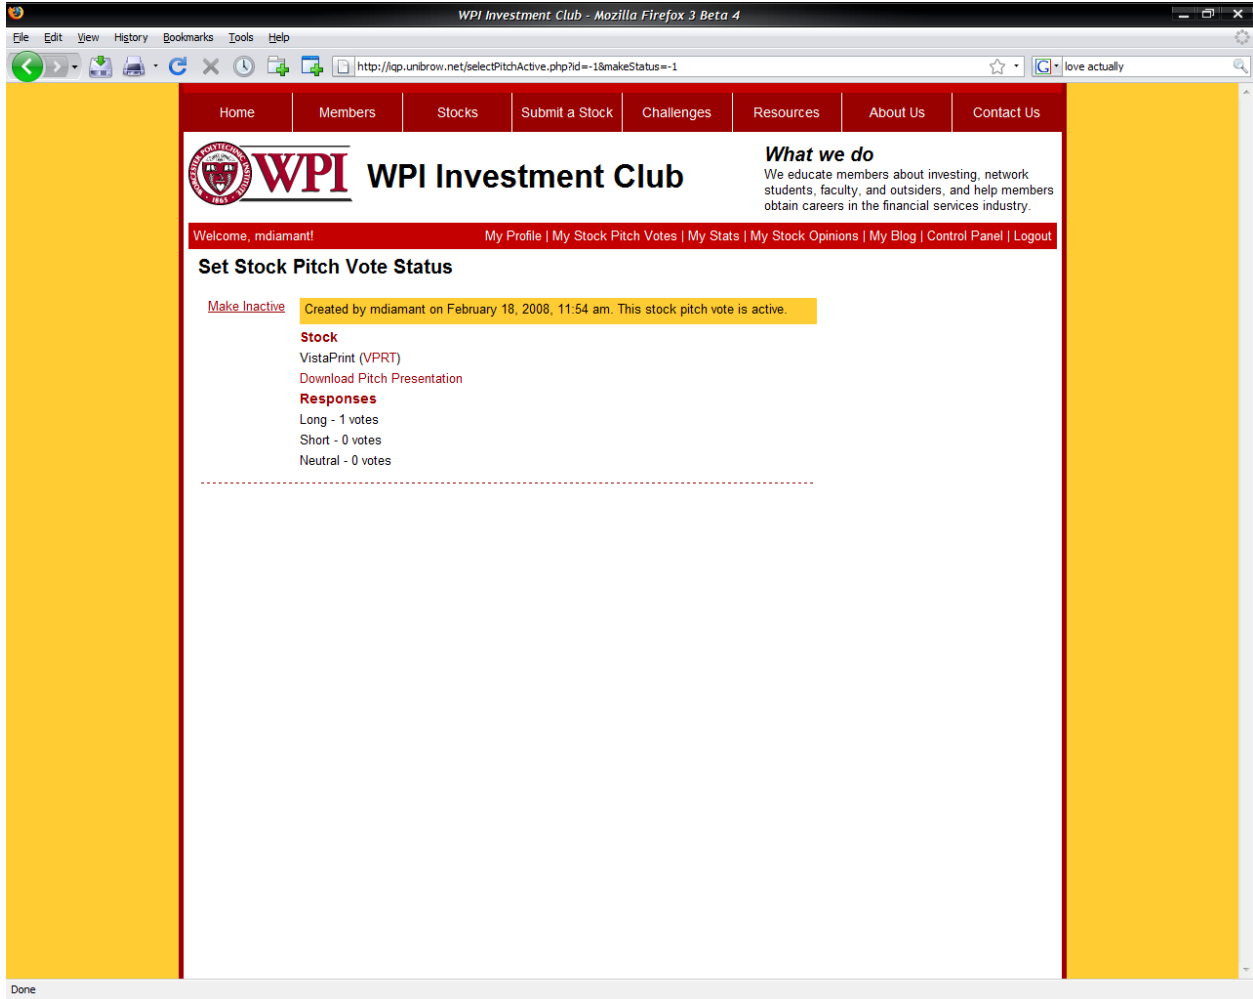 WPI Investment Club - Mozilla Firefox 3 Beta 4
File Edit View History Bookmarks Tools Help
http://iqp.unibrow.net/selectPitchActive.php?id=-1&makeStatus=-1
G
love actually
Home Members Stocks Submit a Stock Challenges Resources About Us Contact Us
WORCESTER POLYTECHNIC INSTITUTE
1865
WPI
WPI Investment Club
What we do
We educate members about investing, network
students, faculty, and outsiders, and help members
obtain careers in the financial services industry.
Welcome, mdiamant!
My Profile | My Stock Pitch Votes | My Stats | My Stock Opinions | My Blog | Control Panel | Logout
Set Stock Pitch Vote Status
Make Inactive
Created by mdiamant on February 18, 2008, 11:54 am. This stock pitch vote is active.
Stock
VistaPrint (VPRT)
Download Pitch Presentation
Responses
Long - 1 votes
Short - 0 votes
Neutral - 0 votes
Done